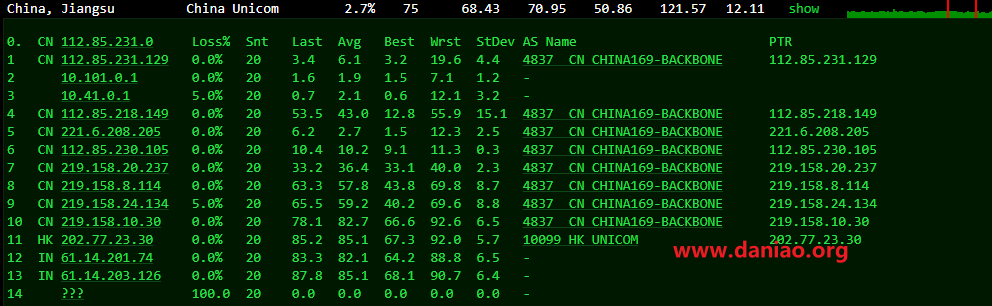 China, Jiangsu China Unicom 2.7% 75 68.43 70.95 50.86 121.57 12.11 show
0. CN 112.85.231.0 Loss% Snt Last Avg Best Wrst StDev AS Name PTR
1 CN 112.85.231.129 0.0% 20 3.4 6.1 3.2 19.6 4.4 4837 CN CHINA169-BACKBONE 112.85.231.129
2 10.101.0.1 0.0% 20 1.6 1.9 1.5 7.1 1.2 -
3 10.41.0.1 5.0% 20 0.7 2.1 0.6 12.1 3.2 -
4 CN 112.85.218.149 0.0% 20 53.5 43.0 12.8 55.9 15.1 4837 CN CHINA169-BACKBONE 112.85.218.149
5 CN 221.6.208.205 0.0% 20 6.2 2.7 1.5 12.3 2.5 4837 CN CHINA169-BACKBONE 221.6.208.205
6 CN 112.85.230.105 0.0% 20 10.4 10.2 9.1 11.3 0.3 4837 CN CHINA169-BACKBONE 112.85.230.105
7 CN 219.158.20.237 0.0% 20 33.2 36.4 33.1 40.0 2.3 4837 CN CHINA169-BACKBONE 219.158.20.237
8 CN 219.158.8.114 0.0% 20 63.3 57.8 43.8 69.8 8.7 4837 CN CHINA169-BACKBONE 219.158.8.114
9 CN 219.158.24.134 5.0% 20 65.5 59.2 40.2 69.6 8.8 4837 CN CHINA169-BACKBONE 219.158.24.134
10 CN 219.158.10.30 0.0% 20 78.1 82.7 66.6 92.6 6.5 4837 CN CHINA169-BACKBONE 219.158.10.30
11 HK 202.77.23.30 0.0% 20 85.2 85.1 67.3 92.0 5.7 10099 HK UNICOM 202.77.23.30
www.daniao.org
12 IN 61.14.201.74 0.0% 20 83.3 82.1 64.2 88.8 6.5 -
13 IN 61.14.203.126 0.0% 20 87.8 85.1 68.1 90.7 6.4 -
14 ??? 100.0 20 0.0 0.0 0.0 0.0 0.0 -